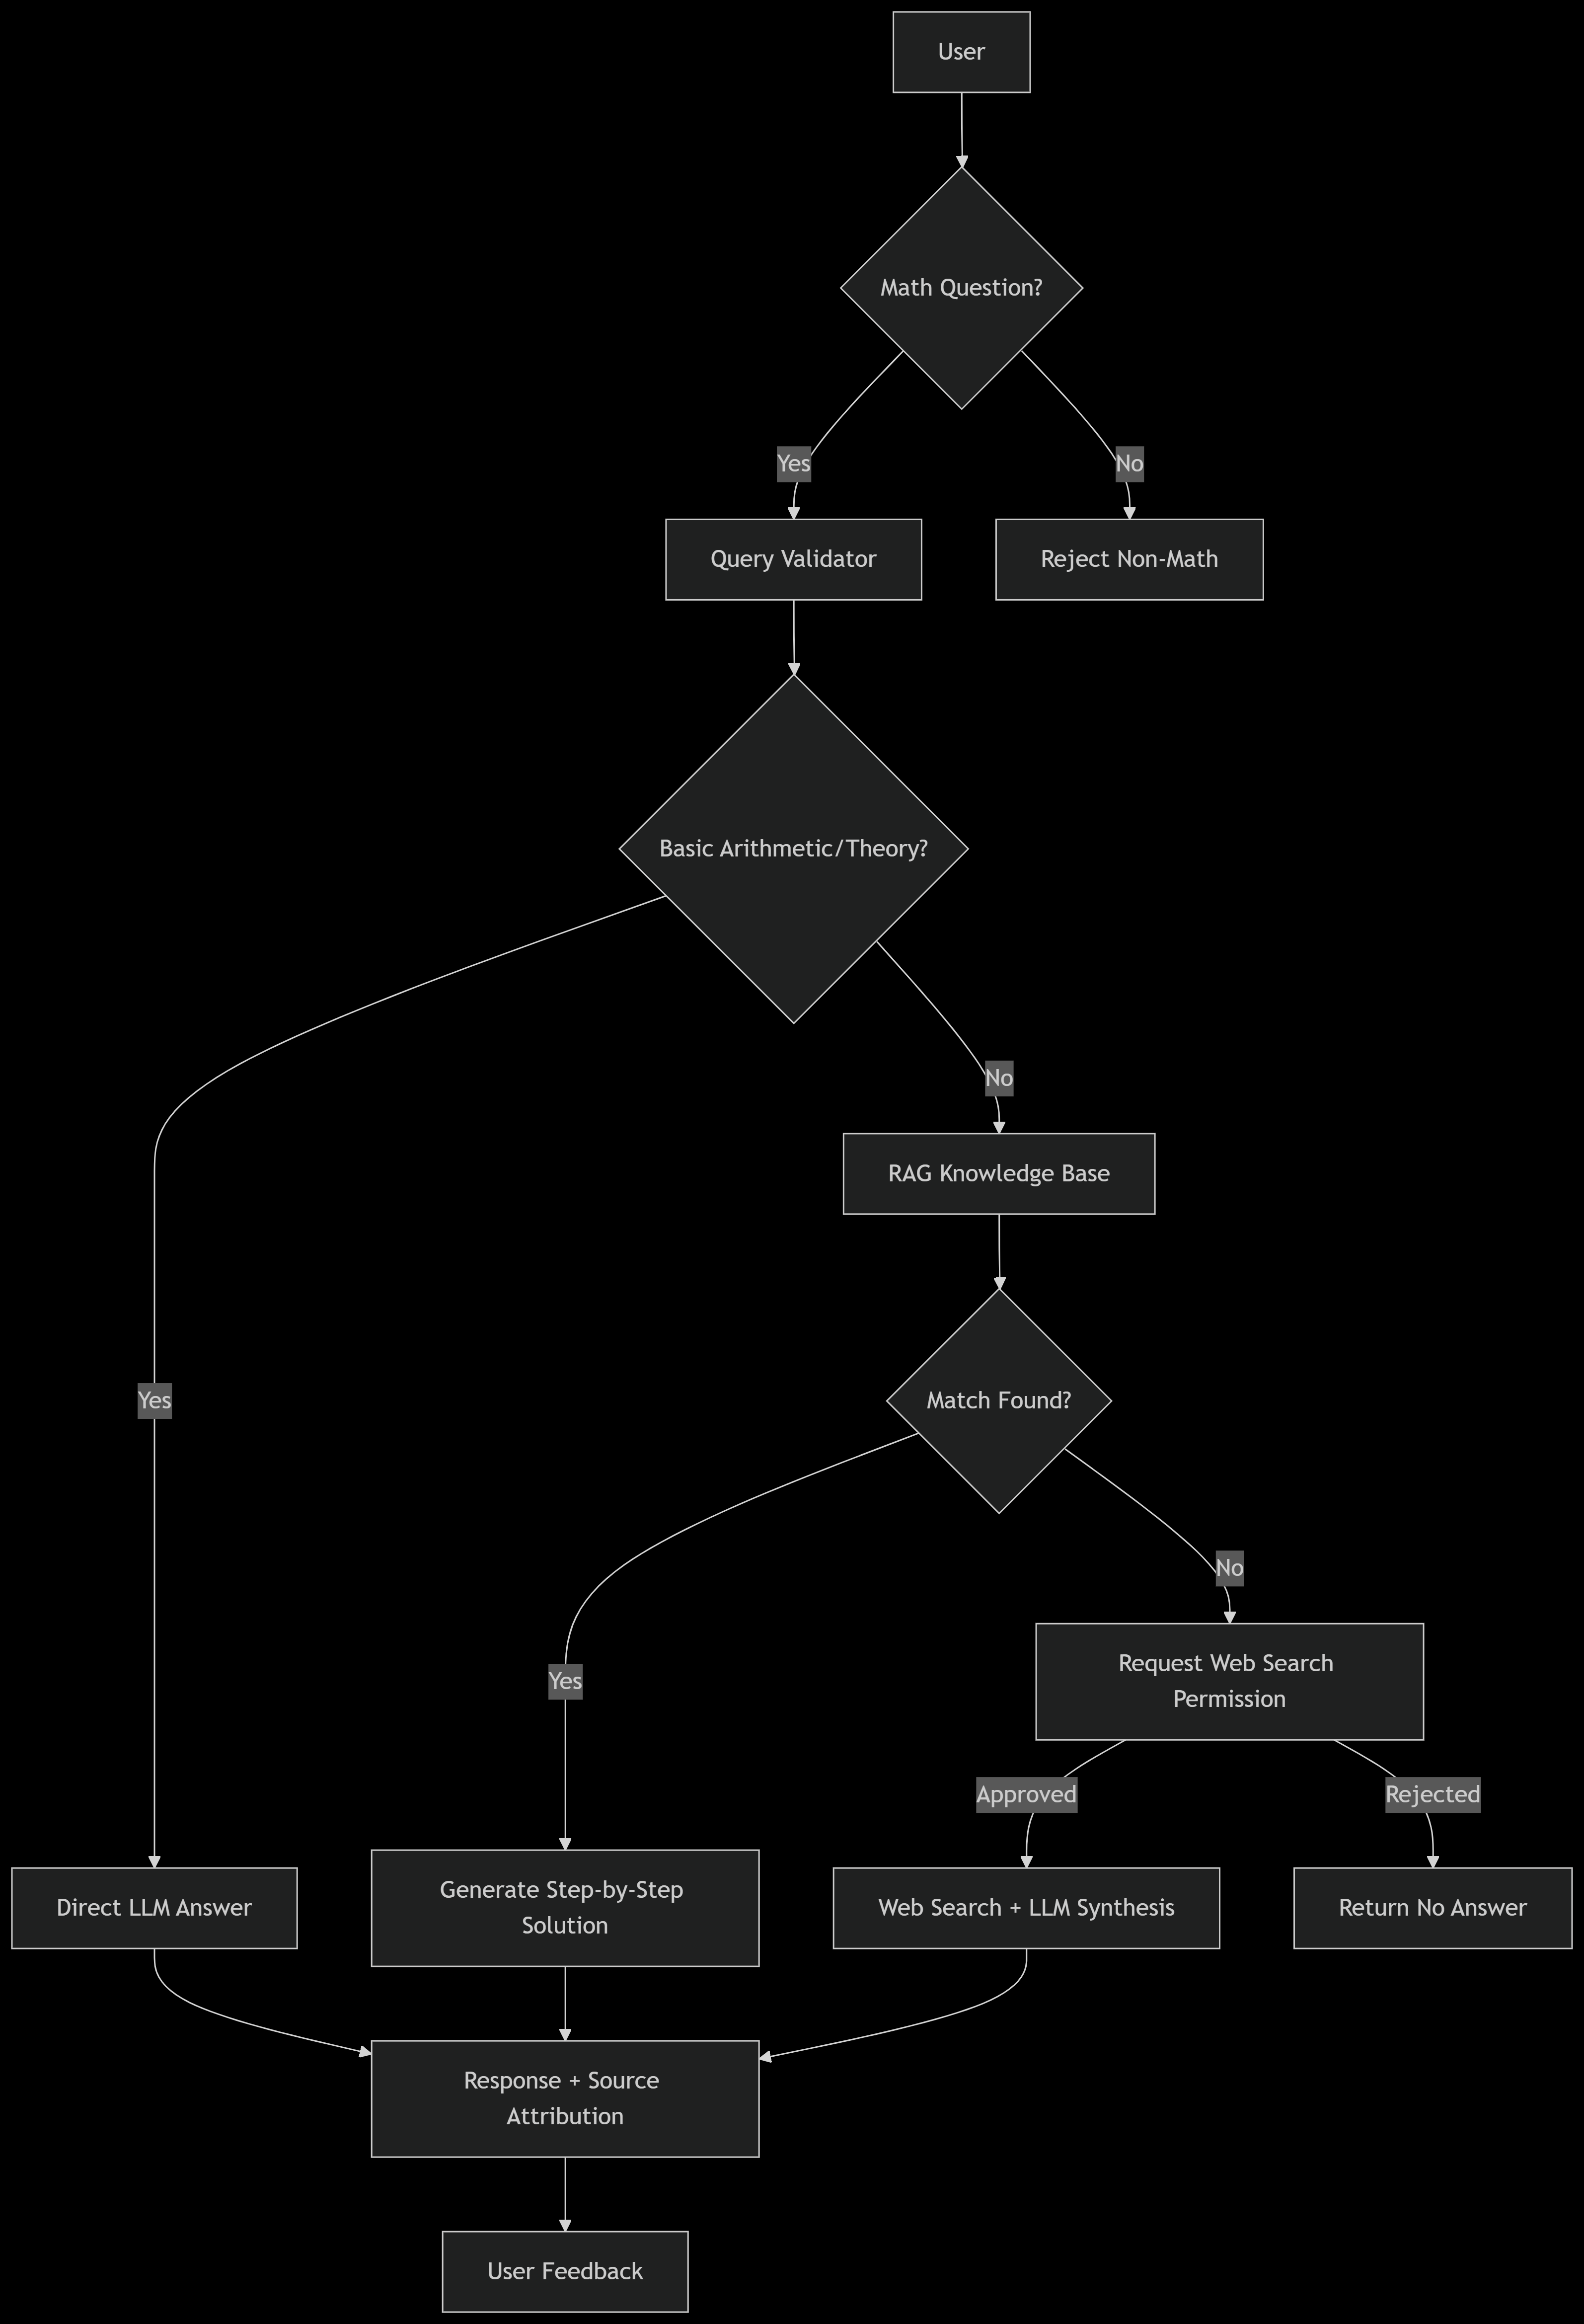 User
Math Question?
Yes
No
Query Validator
Reject Non-Math
Basic Arithmetic/Theory?
No
RAG Knowledge Base
Match Found?
Yes
No
Request Web Search
Permission
Yes
Approved
Rejected
Direct LLM Answer
Generate Step-by-Step
Solution
Web Search + LLM Synthesis
Return No Answer
Response + Source
Attribution
User Feedback